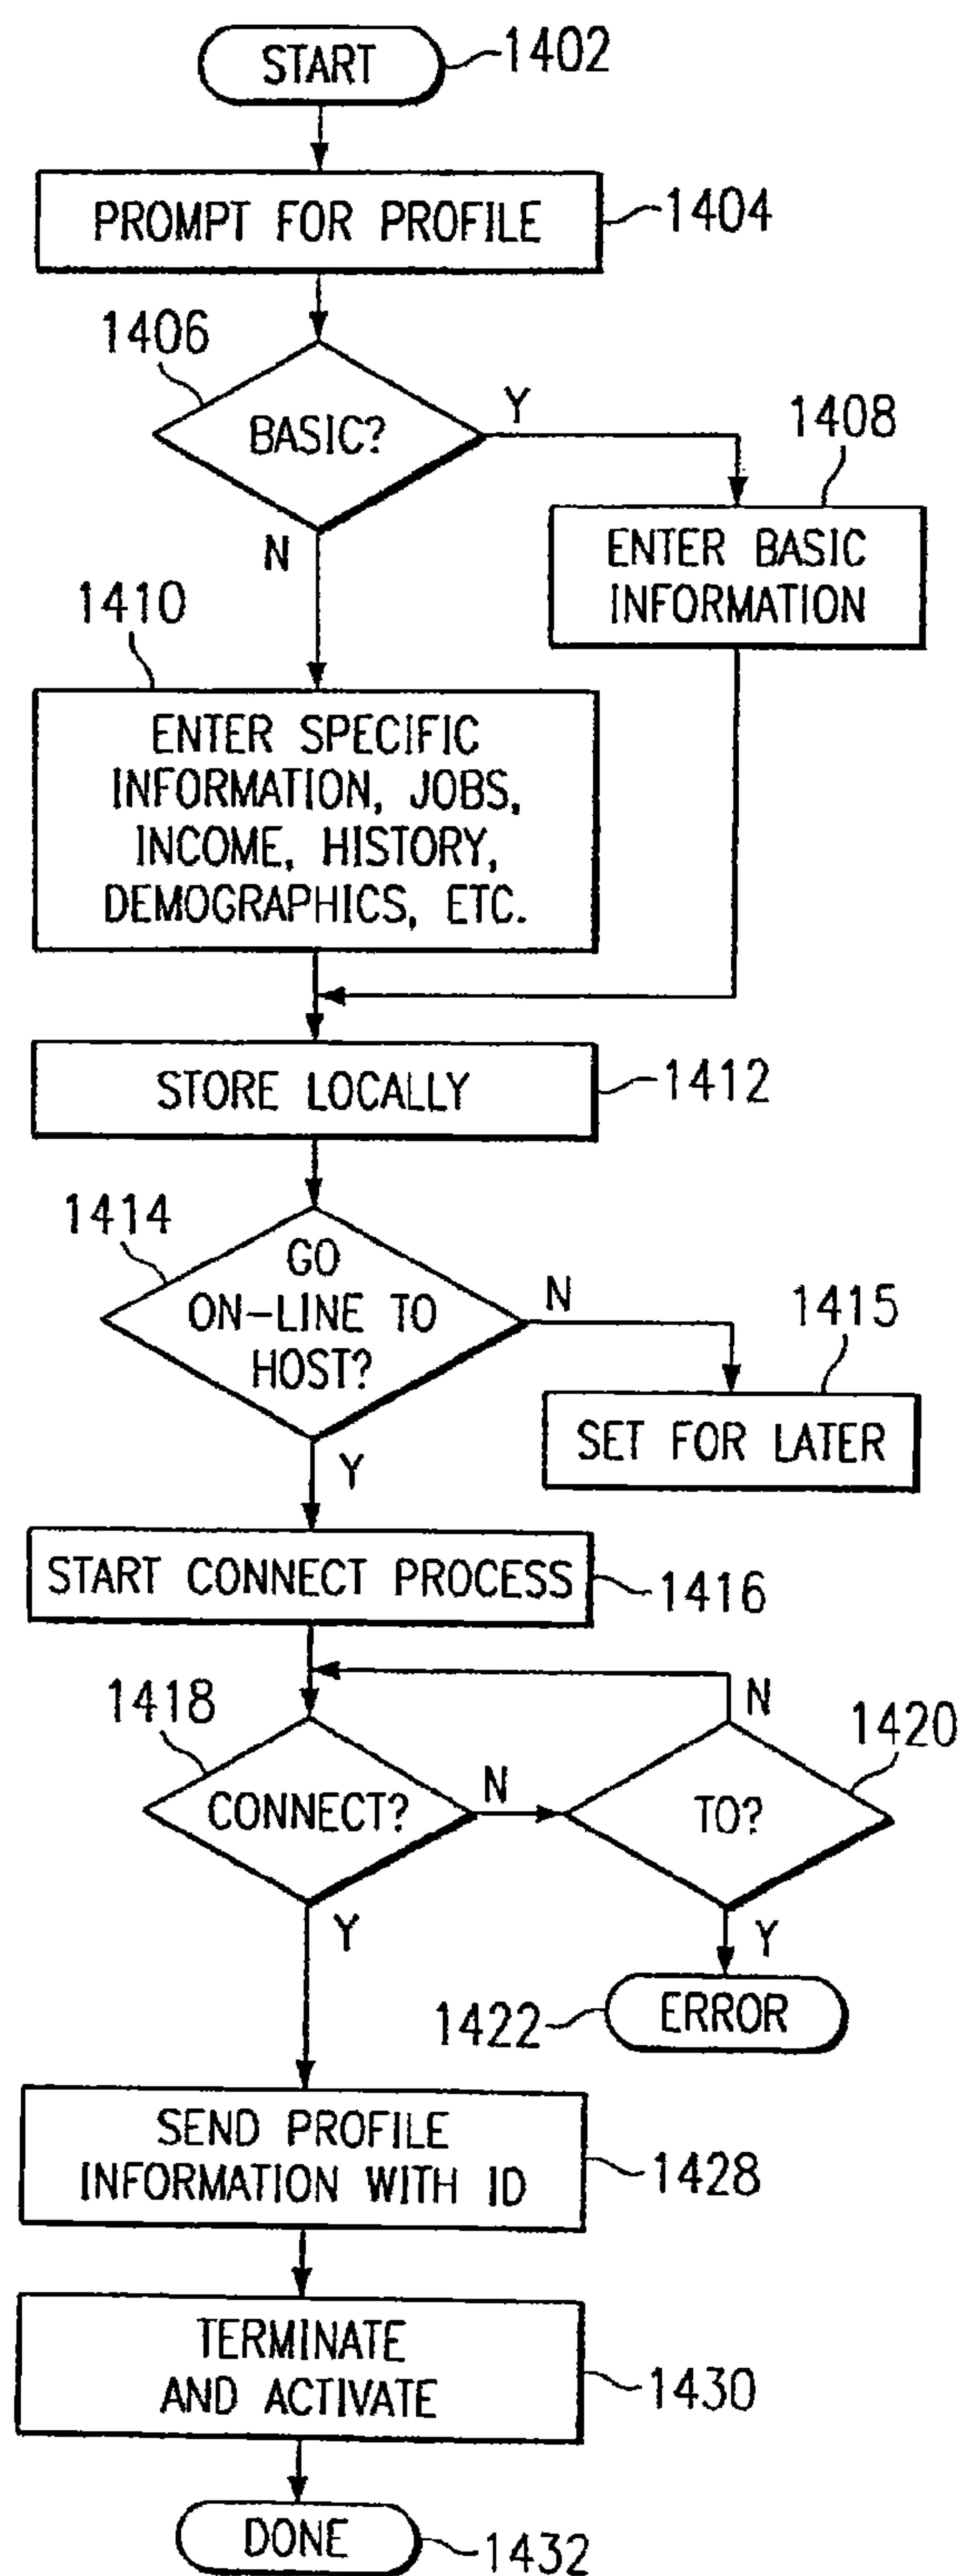 START
1402
PROMPT FOR PROFILE
1404
1406
BASIC?
Y
N
1408
ENTER BASIC
INFORMATION
1410
ENTER SPECIFIC
INFORMATION, JOBS,
INCOME, HISTORY,
DEMOGRAPHICS, ETC.
STORE LOCALLY
1412
1414
GO
ON-LINE TO
HOST?
N
Y
1415
SET FOR LATER
START CONNECT PROCESS
1416
1418
CONNECT?
N
Y
N
1420
TO?
Y
1422
ERROR
SEND PROFILE
INFORMATION WITH ID
1428
TERMINATE
AND ACTIVATE
1430
DONE
1432